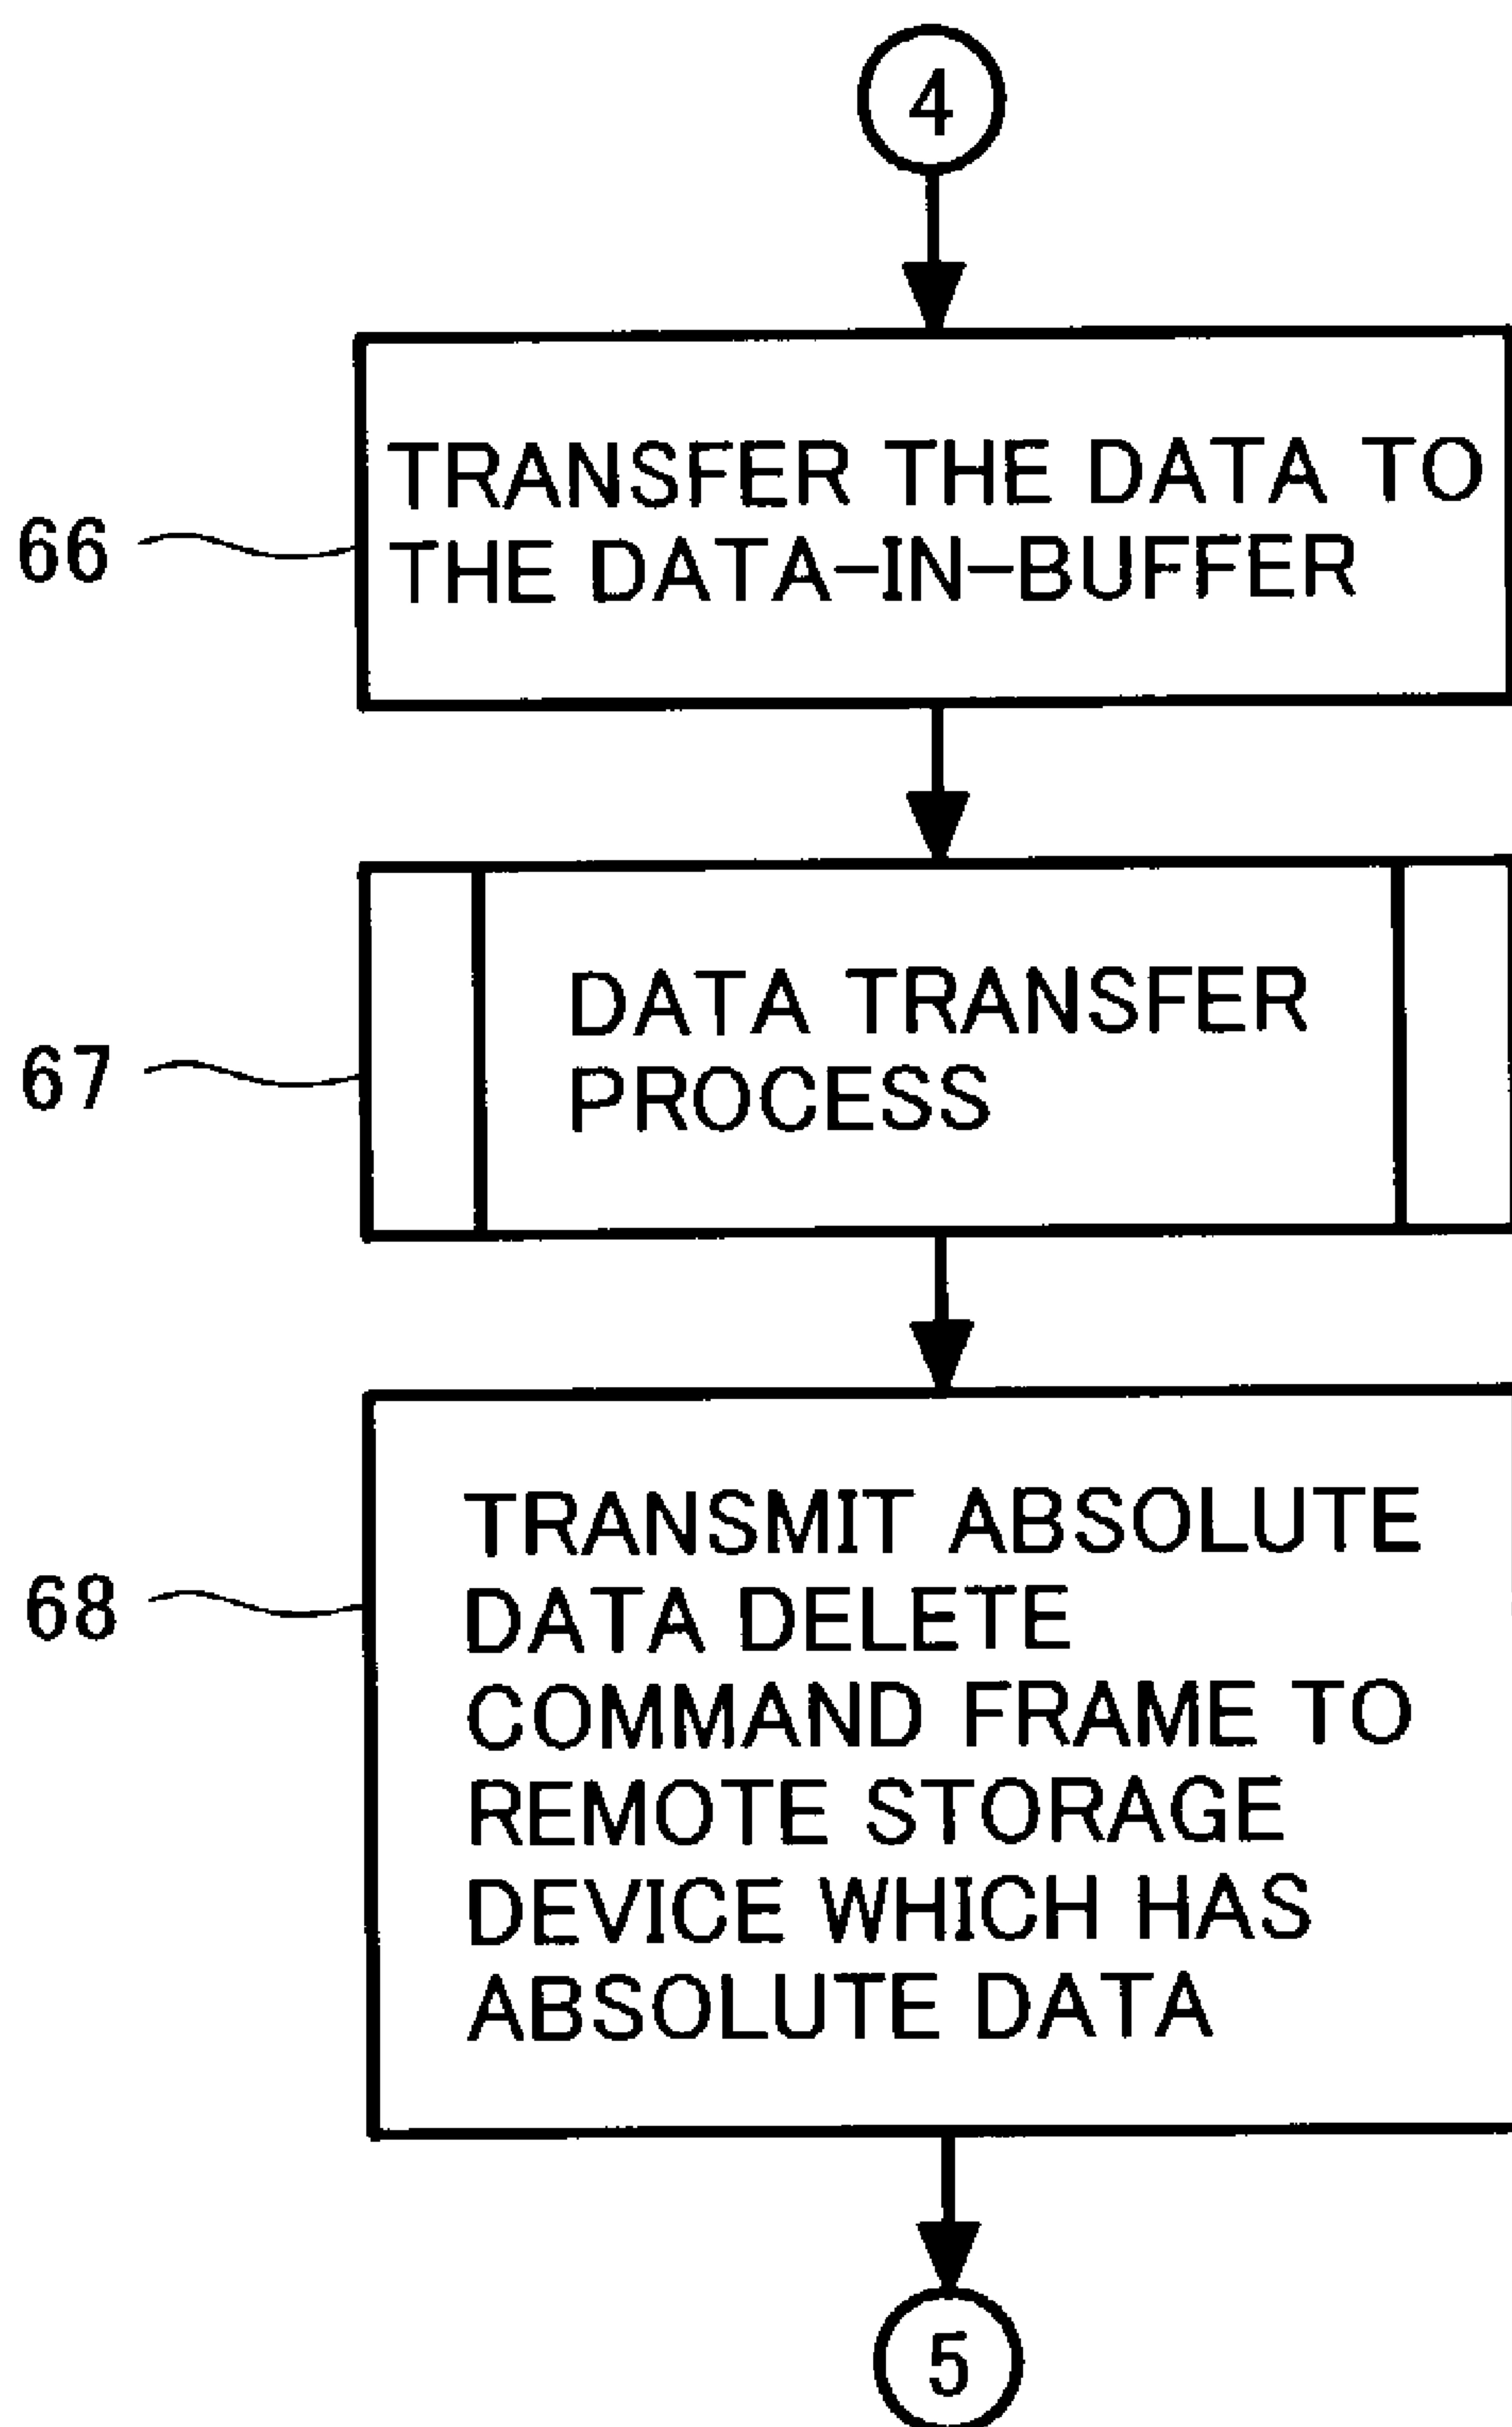 4
TRANSFER THE DATA TO
THE DATA-IN-BUFFER
66
DATA TRANSFER
PROCESS
67
TRANSMIT ABSOLUTE
DATA DELETE
COMMAND FRAME TO
REMOTE STORAGE
DEVICE WHICH HAS
ABSOLUTE DATA
68
5